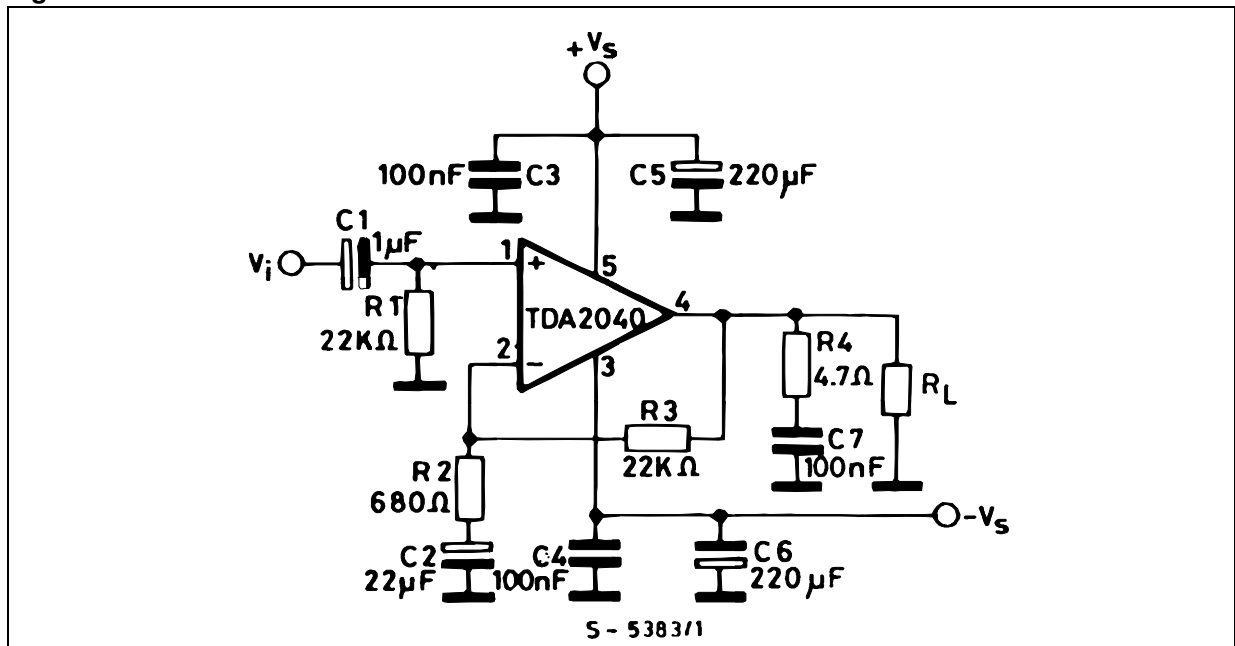 +Vs
100nF C3
C5 220µF
C1
1µF
Vi
1
+
5
R1
22KΩ
TDA2040
4
2
-
3
R4
4.7Ω
RL
R3
22KΩ
C7
100nF
R2
680Ω
-Vs
C2
22µF
C4
100nF
C6
220µF
S - 5383/1